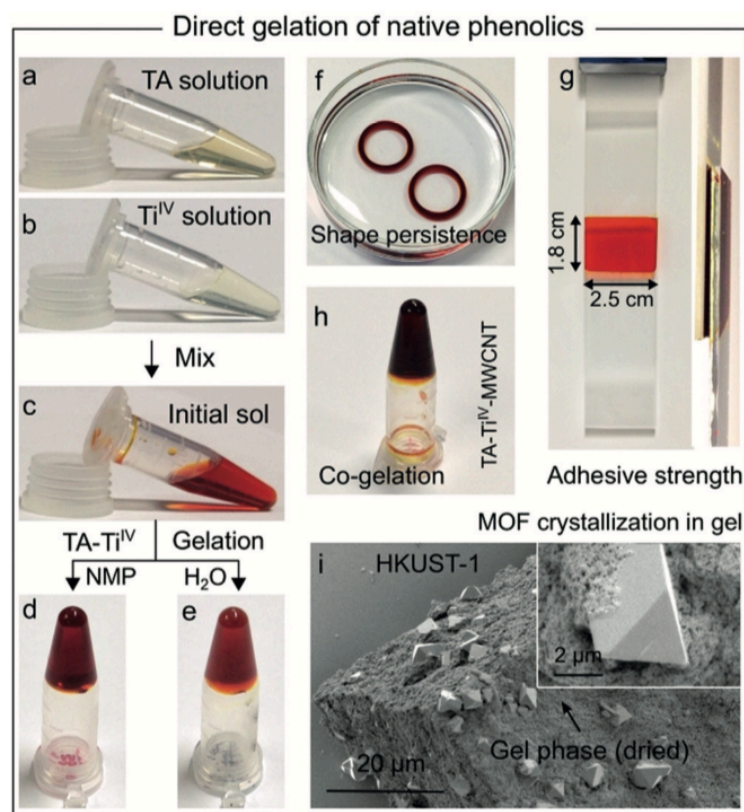 Direct gelation of native phenolics
a
TA solution
b
Ti^IV solution
Mix
c
Initial sol
TA-Ti^IV Gelation
NMP H₂O
d
e
f
Shape persistence
g
1.8 cm
2.5 cm
Adhesive strength
h
TA-Ti^IV-MWCNT
Co-gelation
MOF crystallization in gel
i
HKUST-1
2 μm
Gel phase (dried)
20 μm